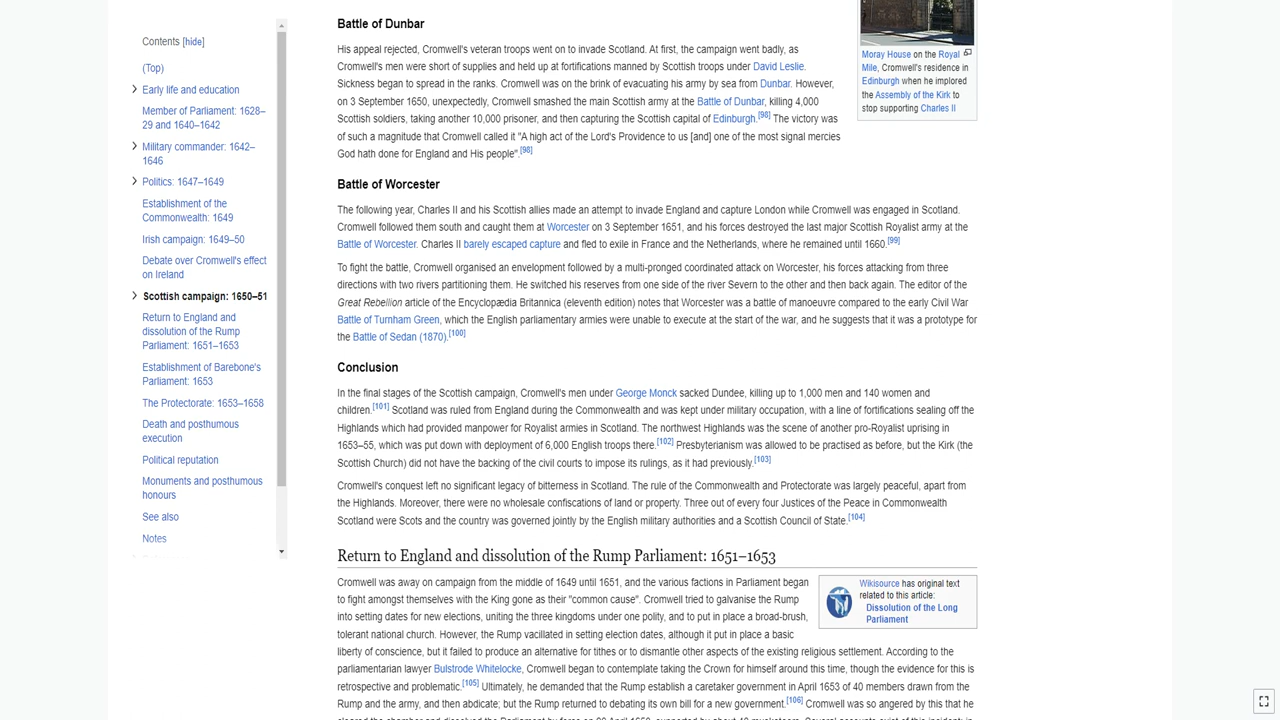 Contents [hide]
(Top)
Early life and education
Member of Parliament: 1628–
29 and 1640–1642
Military commander: 1642–
1646
Politics: 1647–1649
Establishment of the
Commonwealth: 1649
Irish campaign: 1649–50
Debate over Cromwell's effect
on Ireland
Scottish campaign: 1650–51
Return to England and
dissolution of the Rump
Parliament: 1651–1653
Establishment of Barebone's
Parliament: 1653
The Protectorate: 1653–1658
Death and posthumous
execution
Political reputation
Monuments and posthumous
honours
See also
Notes
Battle of Dunbar
His appeal rejected, Cromwell's veteran troops went on to invade Scotland. At first, the campaign went badly, as
Cromwell's men were short of supplies and held up at fortifications manned by Scottish troops under David Leslie.
Sickness began to spread in the ranks. Cromwell was on the brink of evacuating his army by sea from Dunbar. However,
on 3 September 1650, unexpectedly, Cromwell smashed the main Scottish army at the Battle of Dunbar, killing 4,000
Scottish soldiers, taking another 10,000 prisoner, and then capturing the Scottish capital of Edinburgh.[98] The victory was
of such a magnitude that Cromwell called it "A high act of the Lord's Providence to us [and] one of the most signal mercies
God hath done for England and His people".[98]
Moray House on the Royal
Mile, Cromwell's residence in
Edinburgh when he implored
the Assembly of the Kirk to
stop supporting Charles II
Battle of Worcester
The following year, Charles II and his Scottish allies made an attempt to invade England and capture London while Cromwell was engaged in Scotland.
Cromwell followed them south and caught them at Worcester on 3 September 1651, and his forces destroyed the last major Scottish Royalist army at the
Battle of Worcester. Charles II barely escaped capture and fled to exile in France and the Netherlands, where he remained until 1660.[99]
To fight the battle, Cromwell organised an envelopment followed by a multi-pronged coordinated attack on Worcester, his forces attacking from three
directions with two rivers partitioning them. He switched his reserves from one side of the river Severn to the other and then back again. The editor of the
Great Rebellion article of the Encyclopædia Britannica (eleventh edition) notes that Worcester was a battle of manoeuvre compared to the early Civil War
Battle of Turnham Green, which the English parliamentary armies were unable to execute at the start of the war, and he suggests that it was a prototype for
the Battle of Sedan (1870).[100]
Conclusion
In the final stages of the Scottish campaign, Cromwell's men under George Monck sacked Dundee, killing up to 1,000 men and 140 women and
children.[101] Scotland was ruled from England during the Commonwealth and was kept under military occupation, with a line of fortifications sealing off the
Highlands which had provided manpower for Royalist armies in Scotland. The northwest Highlands was the scene of another pro-Royalist uprising in
1653–55, which was put down with deployment of 6,000 English troops there.[102] Presbyterianism was allowed to be practised as before, but the Kirk (the
Scottish Church) did not have the backing of the civil courts to impose its rulings, as it had previously.[103]
Cromwell's conquest left no significant legacy of bitterness in Scotland. The rule of the Commonwealth and Protectorate was largely peaceful, apart from
the Highlands. Moreover, there were no wholesale confiscations of land or property. Three out of every four Justices of the Peace in Commonwealth
Scotland were Scots and the country was governed jointly by the English military authorities and a Scottish Council of State.[104]
Return to England and dissolution of the Rump Parliament: 1651–1653
Cromwell was away on campaign from the middle of 1649 until 1651, and the various factions in Parliament began
to fight amongst themselves with the King gone as their "common cause". Cromwell tried to galvanise the Rump
into setting dates for new elections, uniting the three kingdoms under one polity, and to put in place a broad-brush,
tolerant national church. However, the Rump vacillated in setting election dates, although it put in place a basic
liberty of conscience, but it failed to produce an alternative for tithes or to dismantle other aspects of the existing religious settlement. According to the
parliamentarian lawyer Bulstrode Whitelocke, Cromwell began to contemplate taking the Crown for himself around this time, though the evidence for this is
retrospective and problematic.[105] Ultimately, he demanded that the Rump establish a caretaker government in April 1653 of 40 members drawn from the
Rump and the army, and then abdicate; but the Rump returned to debating its own bill for a new government.[106] Cromwell was so angered by this that he
Wikisource has original text
related to this article:
Dissolution of the Long
Parliament